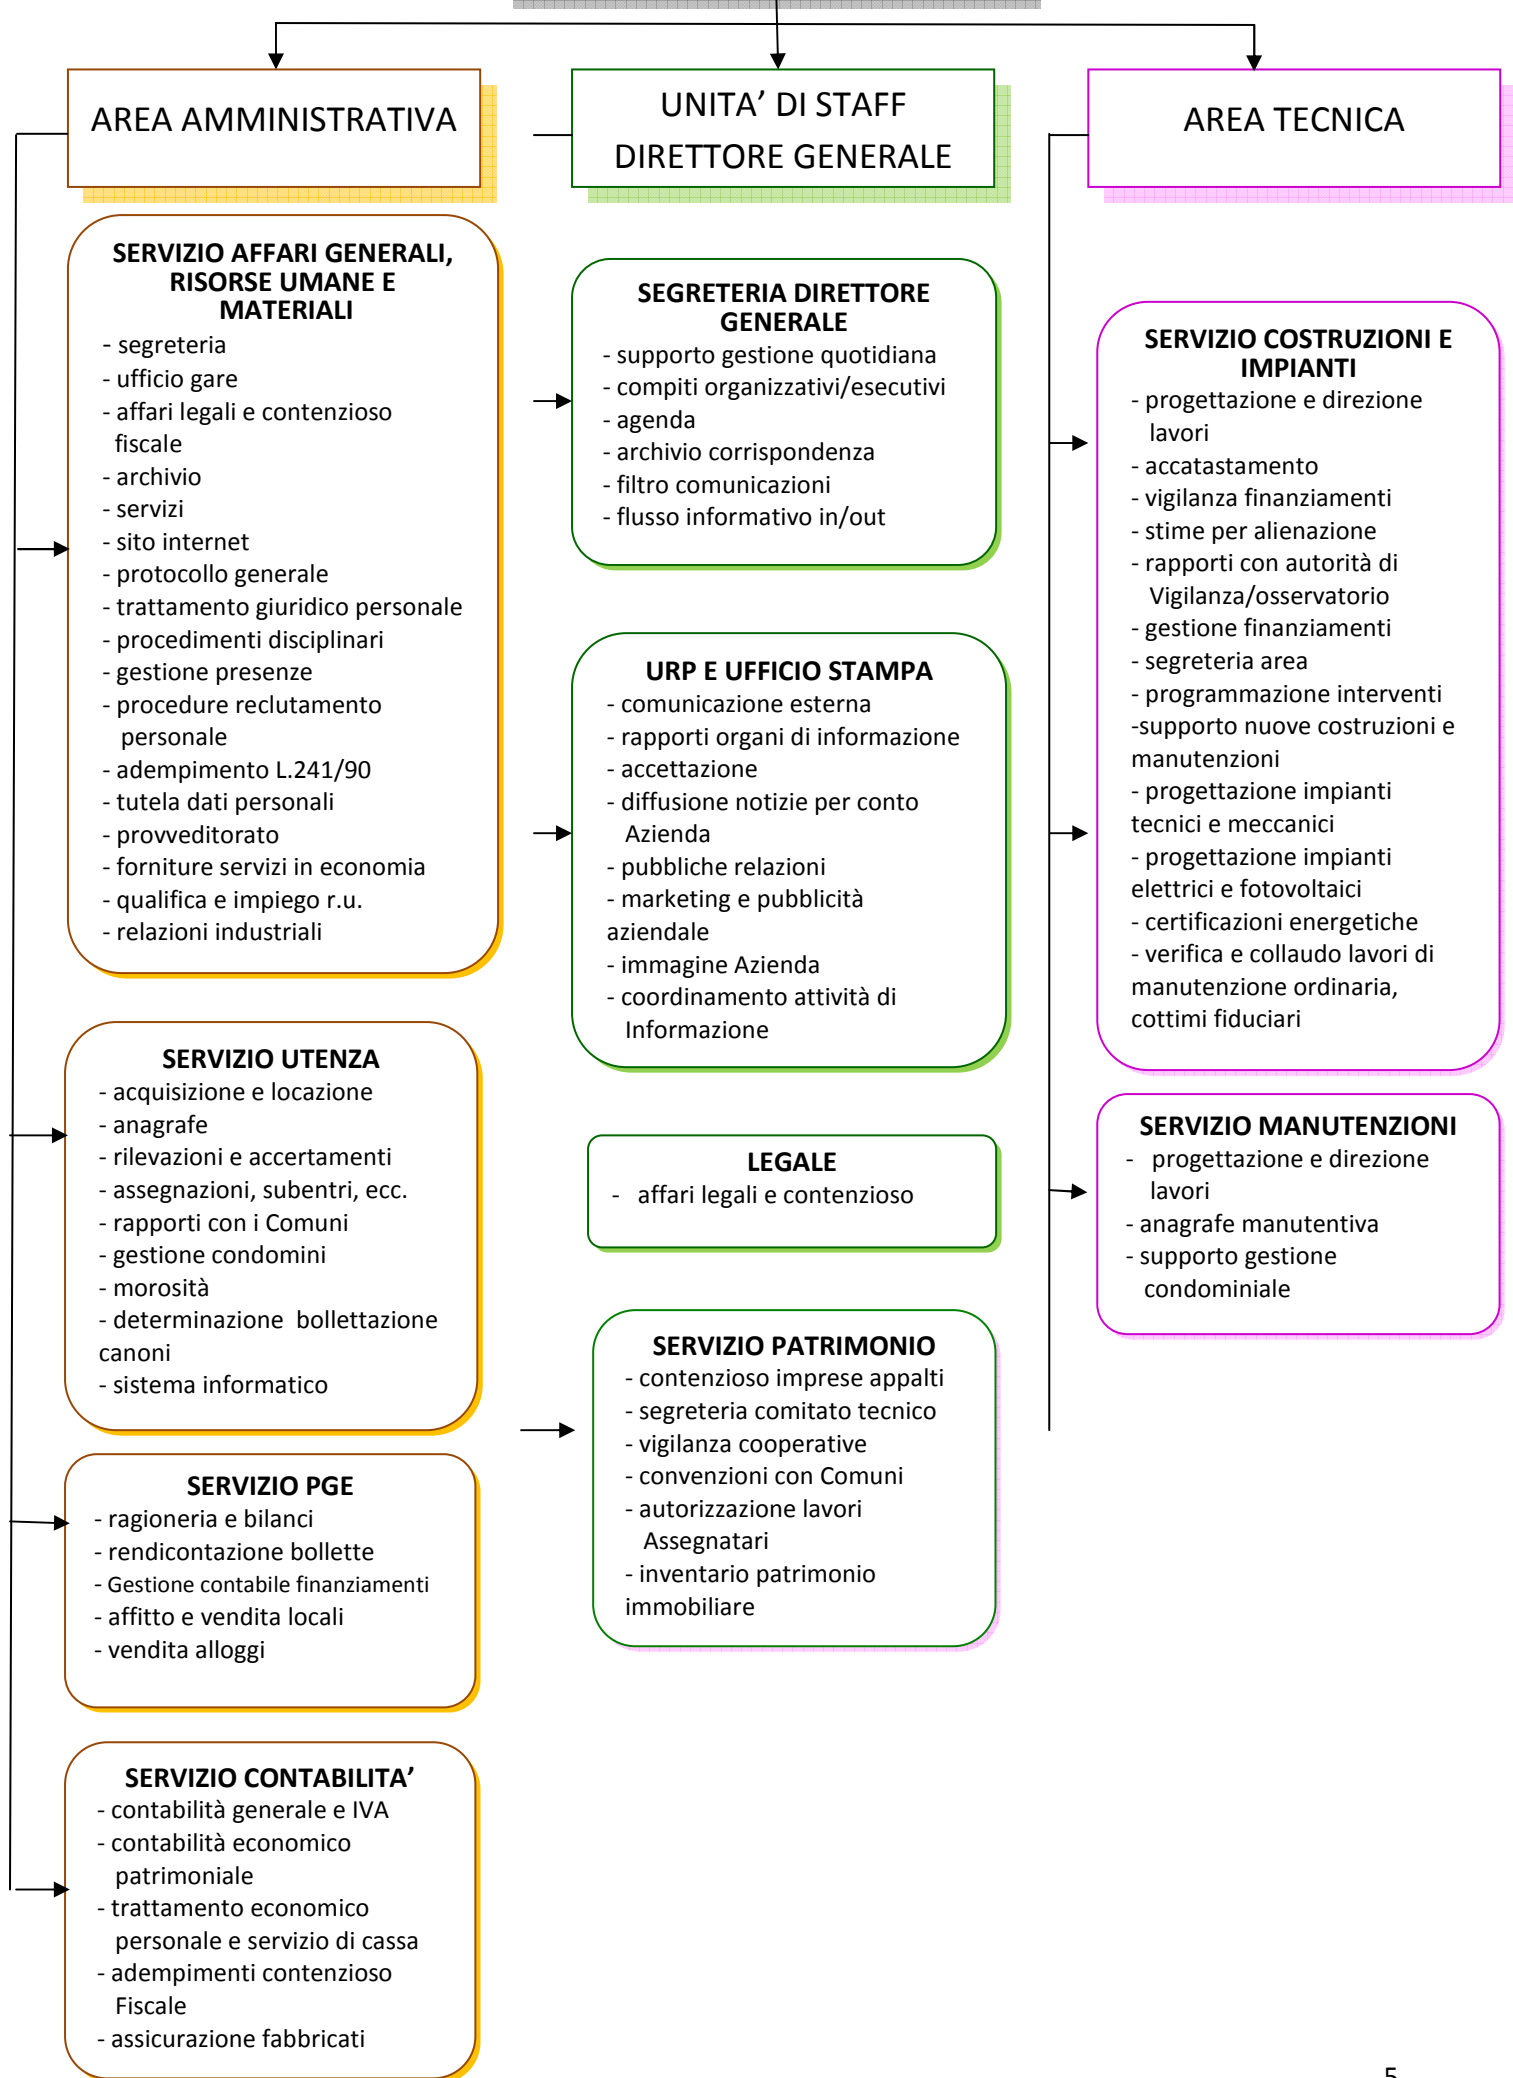 AREA AMMINISTRATIVA
SERVIZIO AFFARI GENERALI,
RISORSE UMANE E
MATERIALI
- segreteria
- ufficio gare
- affari legali e contenzioso
fiscale
- archivio
- servizi
- sito internet
- protocollo generale
- trattamento giuridico personale
- procedimenti disciplinari
- gestione presenze
- procedure reclutamento
personale
- adempimento L.241/90
- tutela dati personali
- provveditorato
- forniture servizi in economia
- qualifica e impiego r.u.
- relazioni industriali
SERVIZIO UTENZA
- acquisizione e locazione
- anagrafe
- rilevazioni e accertamenti
- assegnazioni, subentri, ecc.
- rapporti con i Comuni
- gestione condomini
- morosità
- determinazione  bollettazione
canoni
- sistema informatico
SERVIZIO PGE
- ragioneria e bilanci
- rendicontazione bollette
- Gestione contabile finanziamenti
- affitto e vendita locali
- vendita alloggi
SERVIZIO CONTABILITA’
- contabilità generale e IVA
- contabilità economico
patrimoniale
- trattamento economico
personale e servizio di cassa
- adempimenti contenzioso
Fiscale
- assicurazione fabbricati
UNITA’ DI STAFF
DIRETTORE GENERALE
SEGRETERIA DIRETTORE
GENERALE
- supporto gestione quotidiana
- compiti organizzativi/esecutivi
- agenda
- archivio corrispondenza
- filtro comunicazioni
- flusso informativo in/out
URP E UFFICIO STAMPA
- comunicazione esterna
- rapporti organi di informazione
- accettazione
- diffusione notizie per conto
Azienda
- pubbliche relazioni
- marketing e pubblicità
aziendale
- immagine Azienda
- coordinamento attività di
Informazione
LEGALE
- affari legali e contenzioso
SERVIZIO PATRIMONIO
- contenzioso imprese appalti
- segreteria comitato tecnico
- vigilanza cooperative
- convenzioni con Comuni
- autorizzazione lavori
Assegnatari
- inventario patrimonio
immobiliare
AREA TECNICA
SERVIZIO COSTRUZIONI E
IMPIANTI
- progettazione e direzione
lavori
- accatastamento
- vigilanza finanziamenti
- stime per alienazione
- rapporti con autorità di
Vigilanza/osservatorio
- gestione finanziamenti
- segreteria area
- programmazione interventi
-supporto nuove costruzioni e
manutenzioni
- progettazione impianti
tecnici e meccanici
- progettazione impianti
elettrici e fotovoltaici
- certificazioni energetiche
- verifica e collaudo lavori di
manutenzione ordinaria,
cottimi fiduciari
SERVIZIO MANUTENZIONI
- progettazione e direzione
lavori
- anagrafe manutentiva
- supporto gestione
condominiale
5